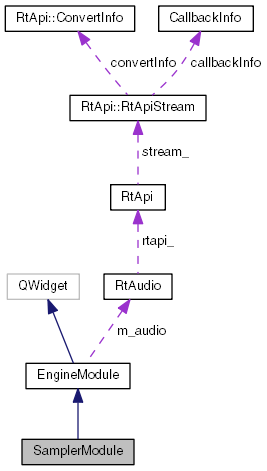 RtApi::ConvertInfo
CallbackInfo
convertInfo
callbackInfo
RtApi::RtApiStream
stream_
RtApi
rtapi_
QWidget
RtAudio
m_audio
EngineModule
SamplerModule